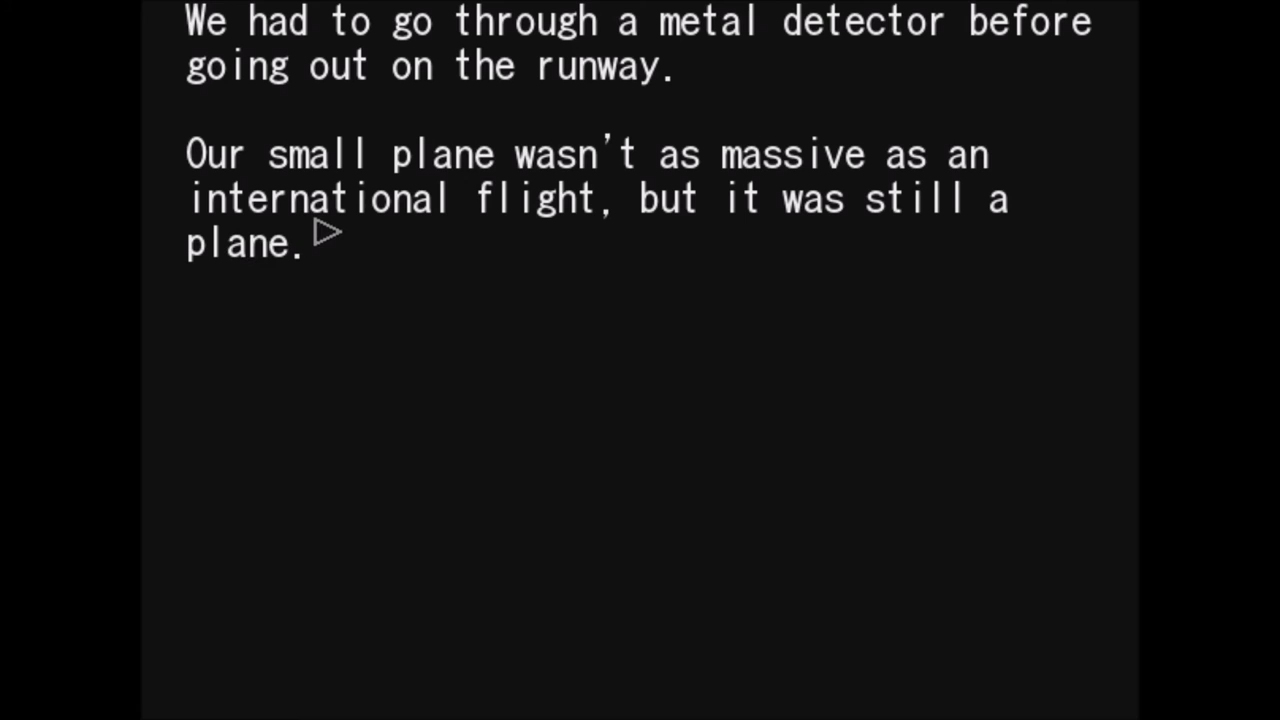 We had to go through a metal detector before
going out on the runway.
Our small plane wasn't as massive as an
international flight, but it was still a
plane.